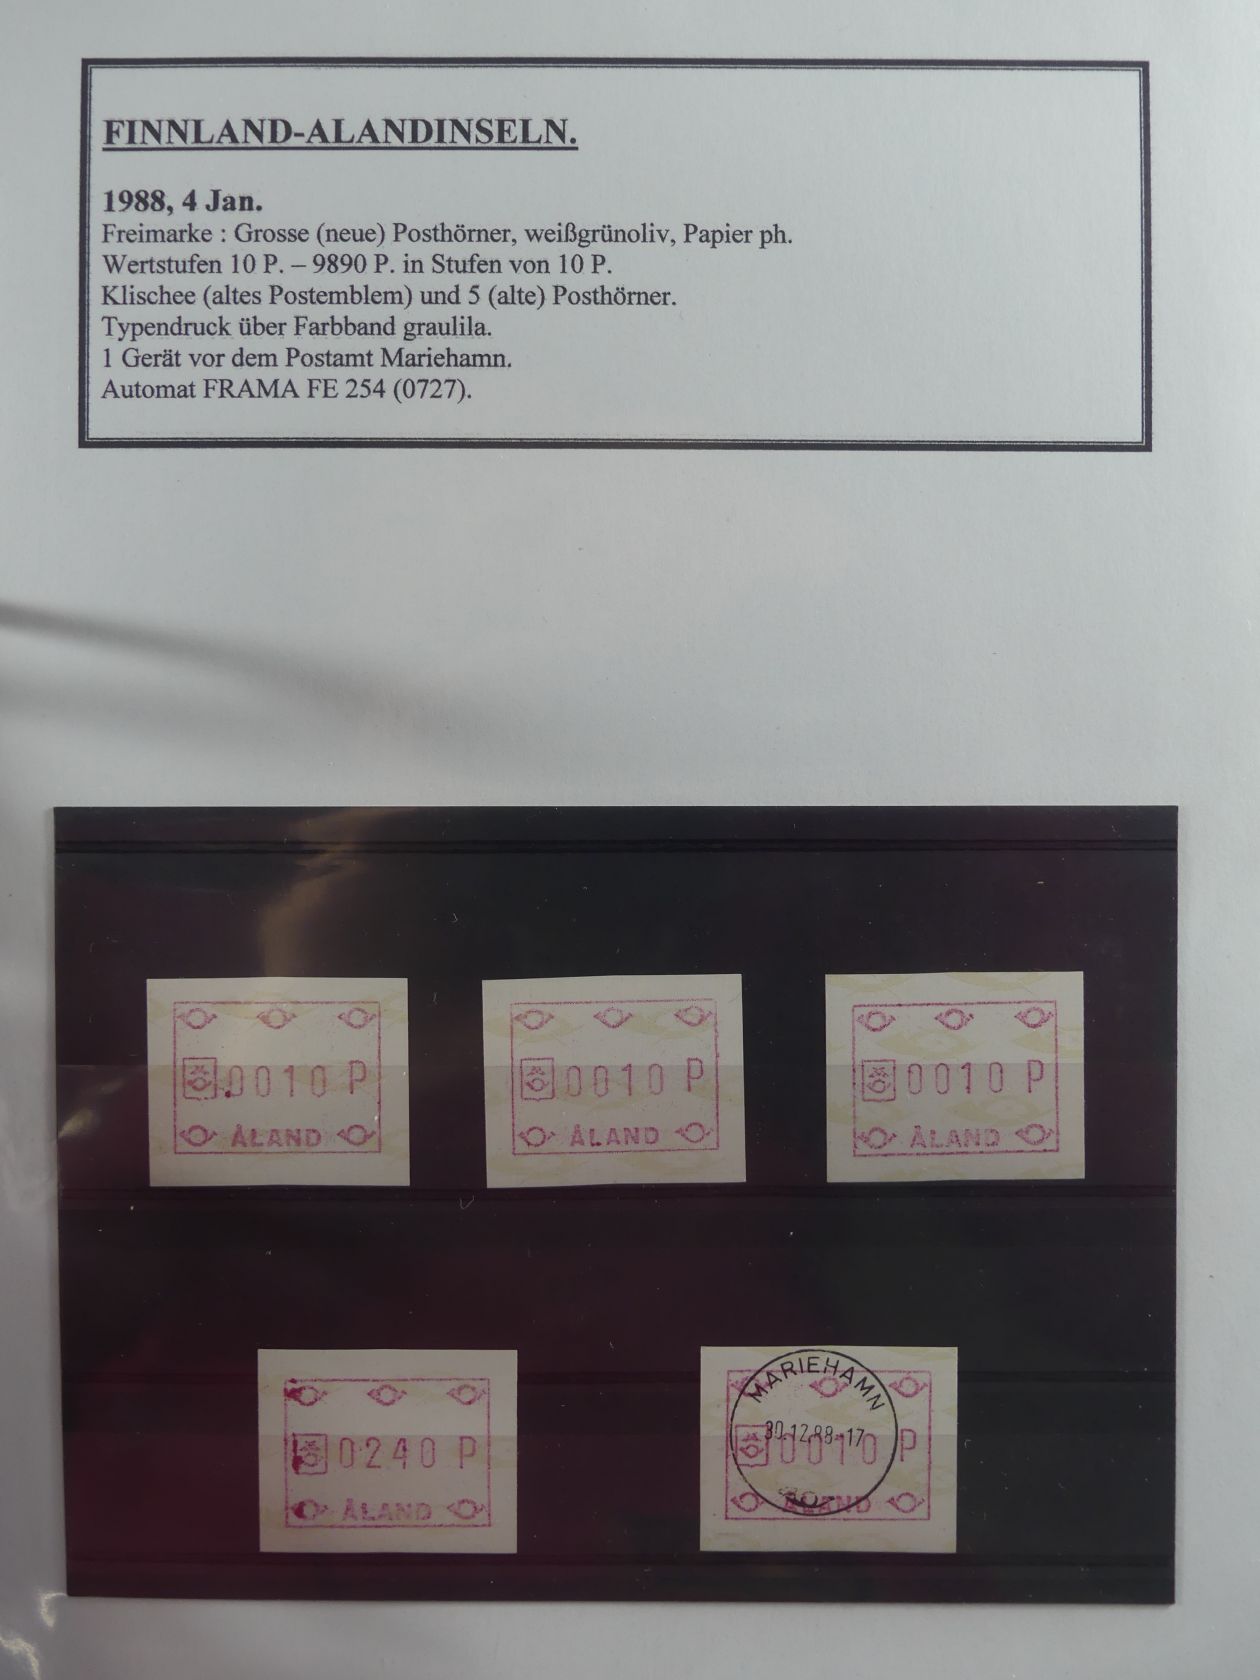 FINNLAND-ALANDINSELN.
1988, 4 Jan.
Freimarke : Grosse (neue) Posthörner, weißgrünoliv, Papier ph.
Wertstufen 10 P. – 9890 P. in Stufen von 10 P.
Klischee (altes Postemblem) und 5 (alte) Posthörner.
Typendruck über Farbband graulila.
1 Gerät vor dem Postamt Mariehamn.
Automat FRAMA FE 254 (0727).
0010 P
ÅLAND
0010 P
ÅLAND
0010 P
ÅLAND
0240 P
ÅLAND
MARIEHAMN
30.12.88-17
0010 P
ÅLAND